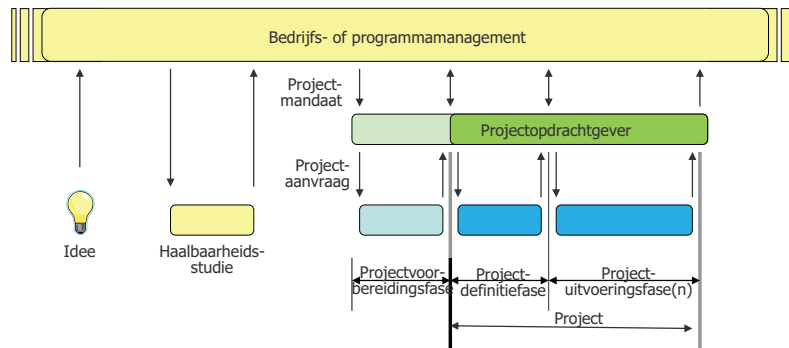 Bedrijfs- of programmamanagement
Project-
mandaat
Projectopdrachtgever
Project-
aanvraag
Idee
Haalbaarheids-
studie
Projectvoor-
bereidingsfase
Project-
definitiefase
Project-
uitvoeringsfase(n)
Project